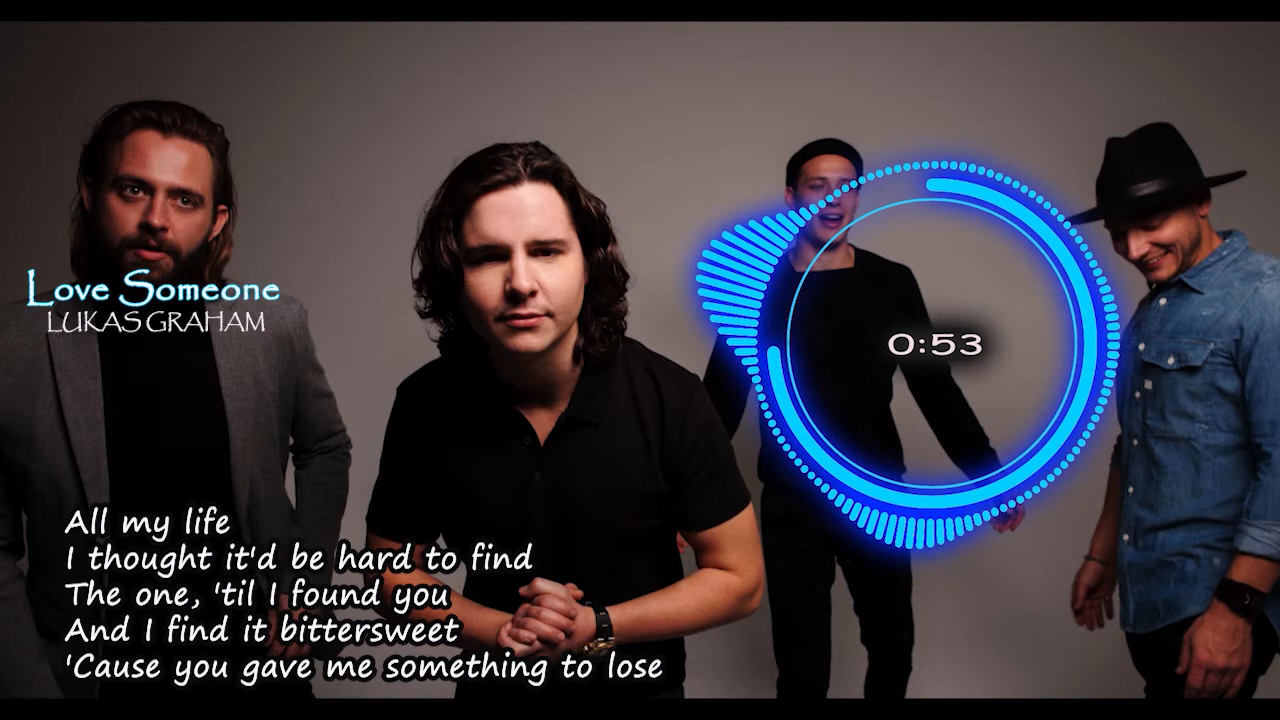 Love Someone
LUKAS GRAHAM
0:53
All my life
I thought it'd be hard to find
The one, 'til I found you
And I find it bittersweet
'Cause you gave me something to lose